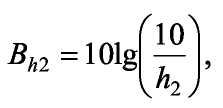 B_{h2} = 10lg(10/h_2),